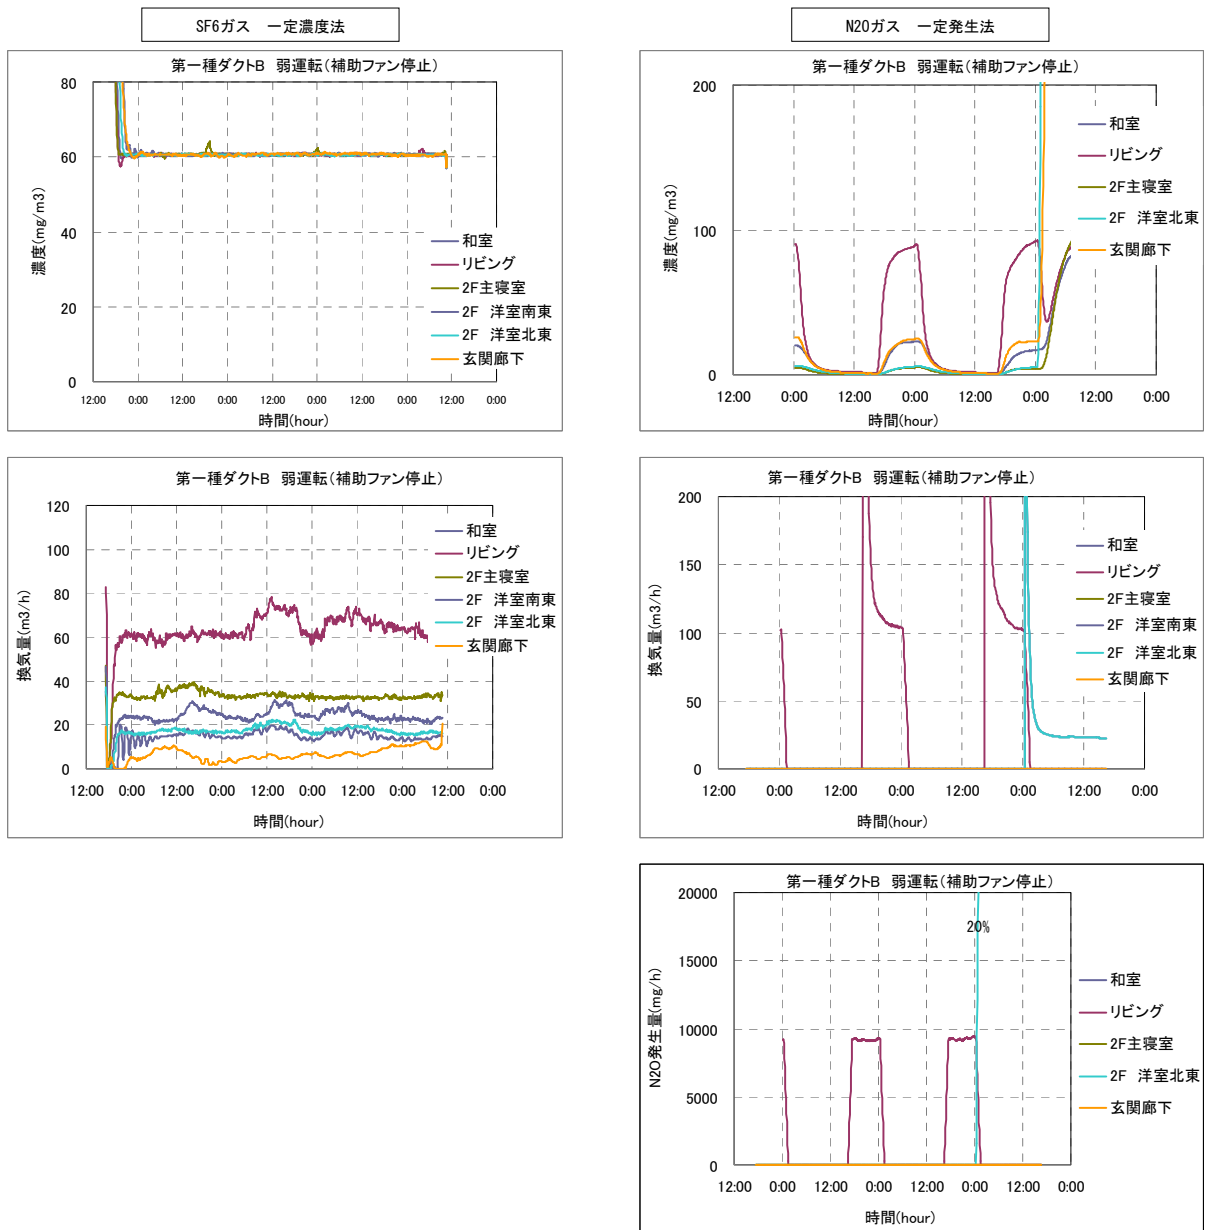 SF6ガス　一定濃度法
N2Oガス　一定発生法
第一種ダクトB　弱運転(補助ファン停止)
80
60
40
20
0
濃度(mg/m3)
12:00 0:00 12:00 0:00 12:00 0:00 12:00 0:00 12:00 0:00
時間(hour)
和室
リビング
2F主寝室
2F　洋室南東
2F　洋室北東
玄関廊下
第一種ダクトB　弱運転(補助ファン停止)
200
100
0
濃度(mg/m3)
12:00 0:00 12:00 0:00 12:00 0:00 12:00 0:00
時間(hour)
和室
リビング
2F主寝室
2F　洋室北東
玄関廊下
第一種ダクトB　弱運転(補助ファン停止)
120
100
80
60
40
20
0
換気量(m3/h)
12:00 0:00 12:00 0:00 12:00 0:00 12:00 0:00 12:00 0:00
時間(hour)
和室
リビング
2F主寝室
2F　洋室南東
2F　洋室北東
玄関廊下
第一種ダクトB　弱運転(補助ファン停止)
200
150
100
50
0
換気量(m3/h)
12:00 0:00 12:00 0:00 12:00 0:00 12:00 0:00
時間(hour)
和室
リビング
2F主寝室
2F　洋室南東
2F　洋室北東
玄関廊下
第一種ダクトB　弱運転(補助ファン停止)
20000
15000
10000
5000
0
N2O発生量(mg/h)
20%
12:00 0:00 12:00 0:00 12:00 0:00 12:00 0:00
時間(hour)
和室
リビング
2F主寝室
2F　洋室北東
玄関廊下